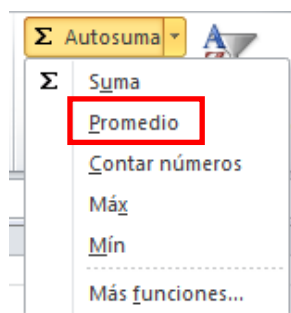 Σ Autosuma
Σ Suma
Promedio
Contar números
Máx
Mín
Más funciones...